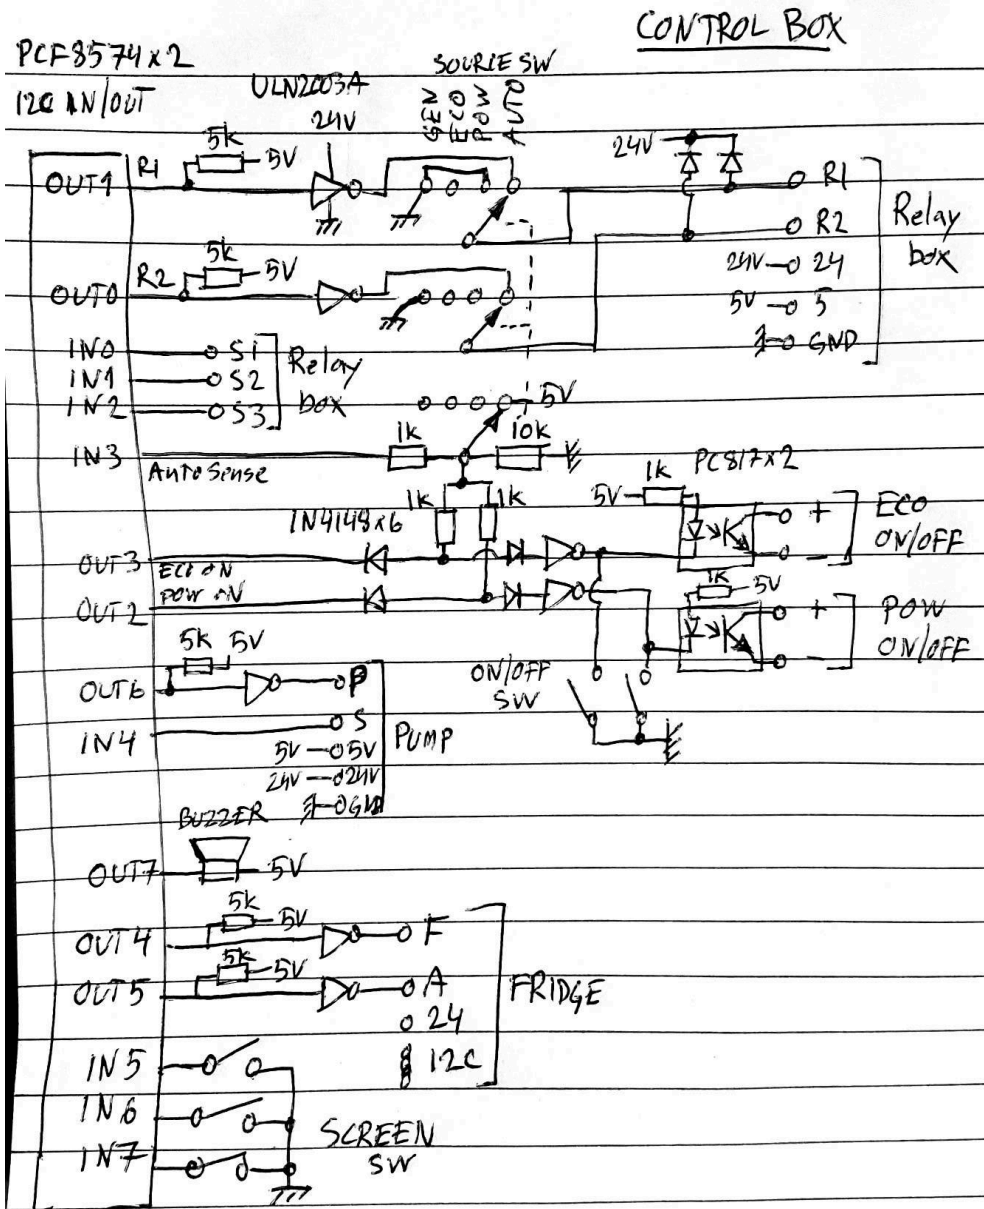 CONTROL BOX
PCF8574x2
I2C IN/OUT
ULN2003A
24V
SOURCE SW
GEN
ECO
POW
AUTO
5k
5V
OUT1
R1
24V
R1
R2
24V 24
5V 5
GND
Relay
box
5k
5V
OUT0
R2
IN0
S1
IN1
S2
IN2
S3
Relay
box
5V
IN3
Auto Sense
1k
10k
1k
1k
1N4148x6
PC817x2
1k
5V
+
-
ECO
ON/OFF
OUT3
ECO ON
POW ON
OUT2
1k
5V
+
-
POW
ON/OFF
5k
5V
OUT6
P
IN4
S
5V 5V
24V 24V
GND
PUMP
ON/OFF
SW
BUZZER
OUT7
5V
5k
5V
OUT4
F
5k
5V
OUT5
A
24
I2C
FRIDGE
IN5
IN6
IN7
SCREEN
SW